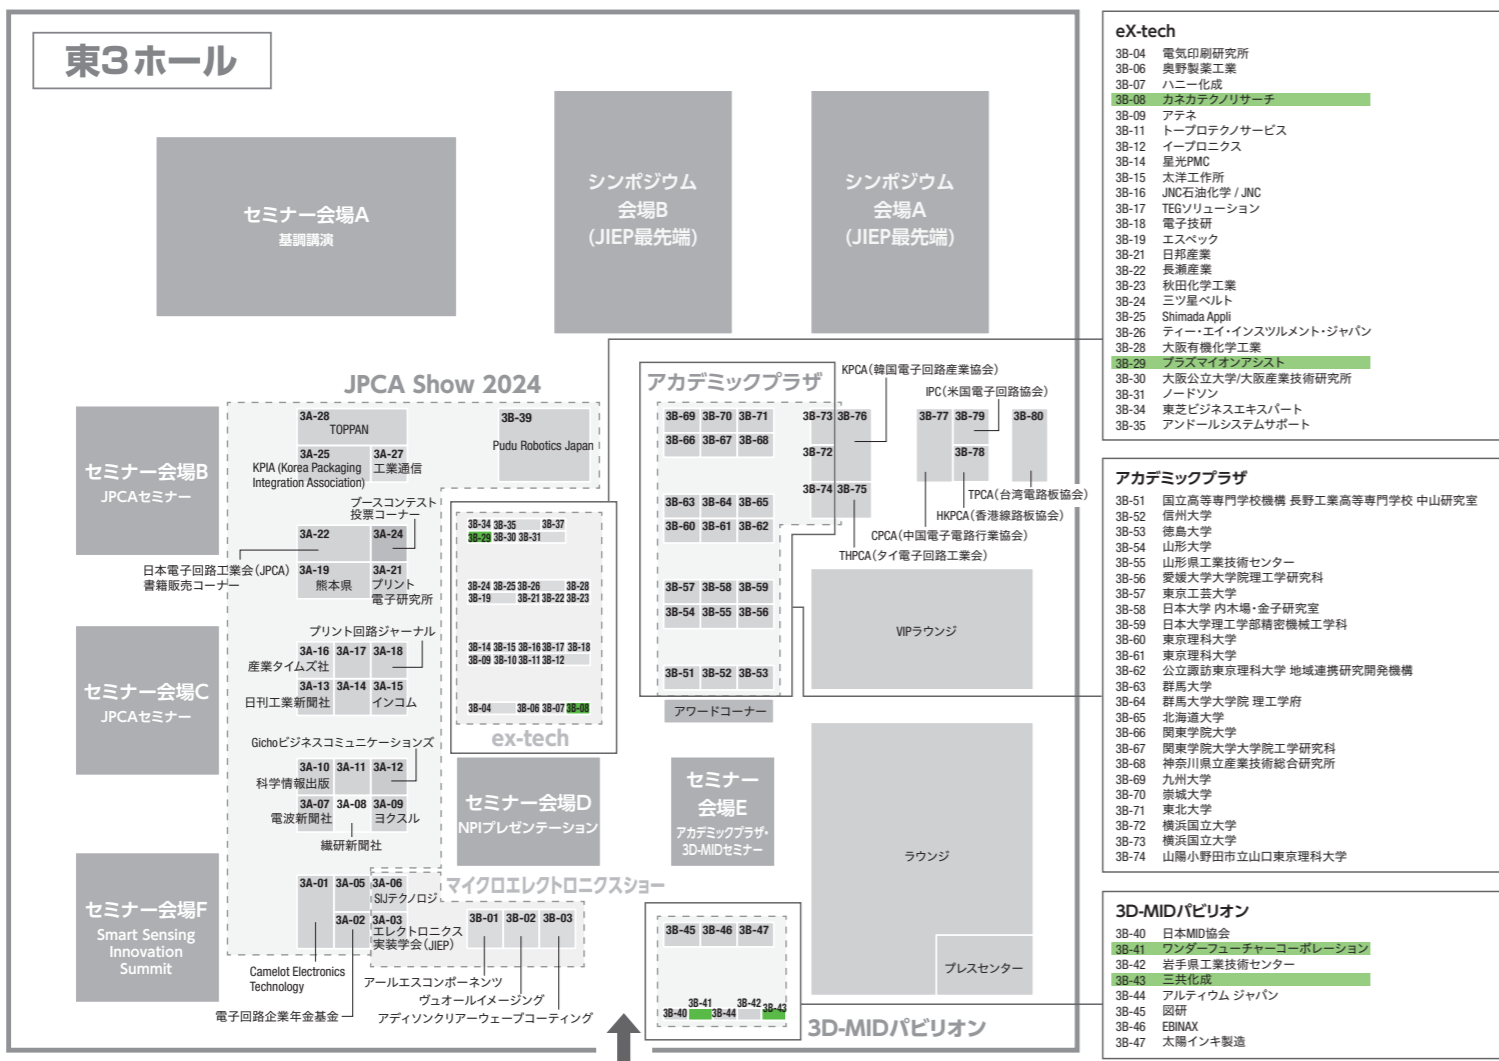 東3ホール
セミナー会場A
基調講演
シンポジウム
会場B
(JIEP最先端)
シンポジウム
会場A
(JIEP最先端)
JPCA Show 2024
セミナー会場B
JPCAセミナー
セミナー会場C
JPCAセミナー
セミナー会場F
Smart Sensing
Innovation
Summit
3A-28
TOPPAN
3A-25
KPIA (Korea Packaging
Integration Association)
3A-27
工業通信
3B-39
Pudu Robotics Japan
ブースコンテスト
投票コーナー
3A-22
3A-24
日本電子回路工業会(JPCA)
書籍販売コーナー
3A-19
熊本県
3A-21
プリント
電子研究所
プリント回路ジャーナル
3A-16 3A-17 3A-18
産業タイムズ社
3A-13 3A-14 3A-15
日刊工業新聞社
インコム
Gichoビジネスコミュニケーションズ
3A-10 3A-11 3A-12
科学情報出版
3A-07 3A-08 3A-09
電波新聞社
ヨクスル
繊研新聞社
3A-01 3A-05 3A-06
SIJテクノロジ
3A-02 3A-03
エレクトロニクス
実装学会(JIEP)
Camelot Electronics
Technology
電子回路企業年金基金
マイクロエレクトロニクスショー
3B-01 3B-02 3B-03
アールエスコンポーネンツ
ヴュオールイメージング
アディソンクリアーウェーブコーティング
3B-34 3B-35 3B-37
3B-29 3B-30 3B-31
3B-24 3B-25 3B-26 3B-28
3B-19 3B-21 3B-22 3B-23
3B-14 3B-15 3B-16 3B-17 3B-18
3B-09 3B-10 3B-11 3B-12
3B-04 3B-06 3B-07 3B-08
ex-tech
セミナー会場D
NPIプレゼンテーション
セミナー
会場E
アカデミックプラザ・
3D-MIDセミナー
アカデミックプラザ
3B-69 3B-70 3B-71
3B-66 3B-67 3B-68
3B-63 3B-64 3B-65
3B-60 3B-61 3B-62
3B-57 3B-58 3B-59
3B-54 3B-55 3B-56
3B-51 3B-52 3B-53
アワードコーナー
3B-73 3B-76
3B-72
3B-74 3B-75
KPCA(韓国電子回路産業協会)
IPC(米国電子回路協会)
3B-77 3B-79
3B-78
3B-80
TPCA(台湾電路板協会)
HKPCA(香港線路板協会)
CPCA(中国電子電路行業協会)
THPCA(タイ電子回路工業会)
VIPラウンジ
ラウンジ
プレスセンター
3B-45 3B-46 3B-47
3B-41 3B-42 3B-43
3B-40 3B-44
3D-MIDパビリオン
eX-tech
3B-04 電気印刷研究所
3B-06 奥野製薬工業
3B-07 ハニー化成
3B-08 カネカテクノリサーチ
3B-09 アテネ
3B-11 トープロテクノサービス
3B-12 イープロニクス
3B-14 星光PMC
3B-15 太洋工作所
3B-16 JNC石油化学 / JNC
3B-17 TEGソリューション
3B-18 電子技研
3B-19 エスペック
3B-21 日邦産業
3B-22 長瀬産業
3B-23 秋田化学工業
3B-24 三ツ星ベルト
3B-25 Shimada Appli
3B-26 ティー・エイ・インスツルメント・ジャパン
3B-28 大阪有機化学工業
3B-29 プラズマイオンアシスト
3B-30 大阪公立大学/大阪産業技術研究所
3B-31 ノードソン
3B-34 東芝ビジネスエキスパート
3B-35 アンドールシステムサポート
アカデミックプラザ
3B-51 国立高等専門学校機構 長野工業高等専門学校 中山研究室
3B-52 信州大学
3B-53 徳島大学
3B-54 山形大学
3B-55 山形県工業技術センター
3B-56 愛媛大学大学院理工学研究科
3B-57 東京工芸大学
3B-58 日本大学 内木場・金子研究室
3B-59 日本大学理工学部精密機械工学科
3B-60 東京理科大学
3B-61 東京理科大学
3B-62 公立諏訪東京理科大学 地域連携研究開発機構
3B-63 群馬大学
3B-64 群馬大学大学院 理工学府
3B-65 北海道大学
3B-66 関東学院大学
3B-67 関東学院大学大学院工学研究科
3B-68 神奈川県立産業技術総合研究所
3B-69 九州大学
3B-70 崇城大学
3B-71 東北大学
3B-72 横浜国立大学
3B-73 横浜国立大学
3B-74 山陽小野田市立山口東京理科大学
3D-MIDパビリオン
3B-40 日本MID協会
3B-41 ワンダーフューチャーコーポレーション
3B-42 岩手県工業技術センター
3B-43 三共化成
3B-44 アルティウム ジャパン
3B-45 図研
3B-46 EBINAX
3B-47 太陽インキ製造